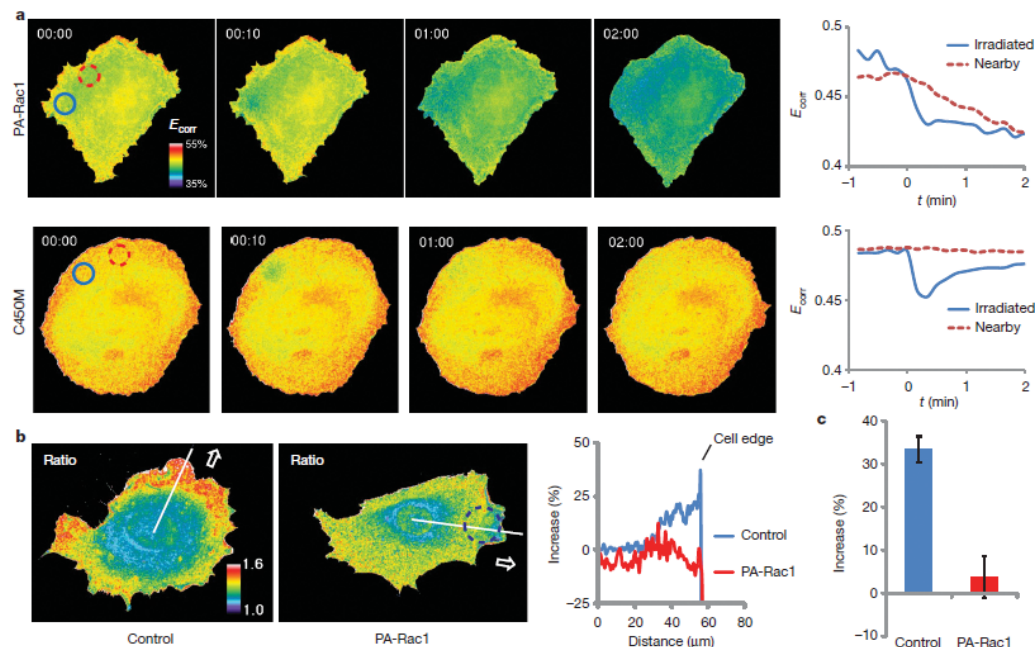 a
PA-Rac1
00:00
00:10
01:00
02:00
E corr
55%
35%
0.5
0.45
0.4
E corr
Irradiated
Nearby
-1 0 1 2
t (min)
C450M
00:00
00:10
01:00
02:00
0.5
0.45
0.4
E corr
Irradiated
Nearby
-1 0 1 2
t (min)
b
Ratio
1.6
1.0
Control
Ratio
PA-Rac1
50
25
0
−25
Increase (%)
Cell edge
Control
PA-Rac1
0 20 40 60 80
Distance (μm)
c
40
30
20
10
0
−10
Increase (%)
Control PA-Rac1